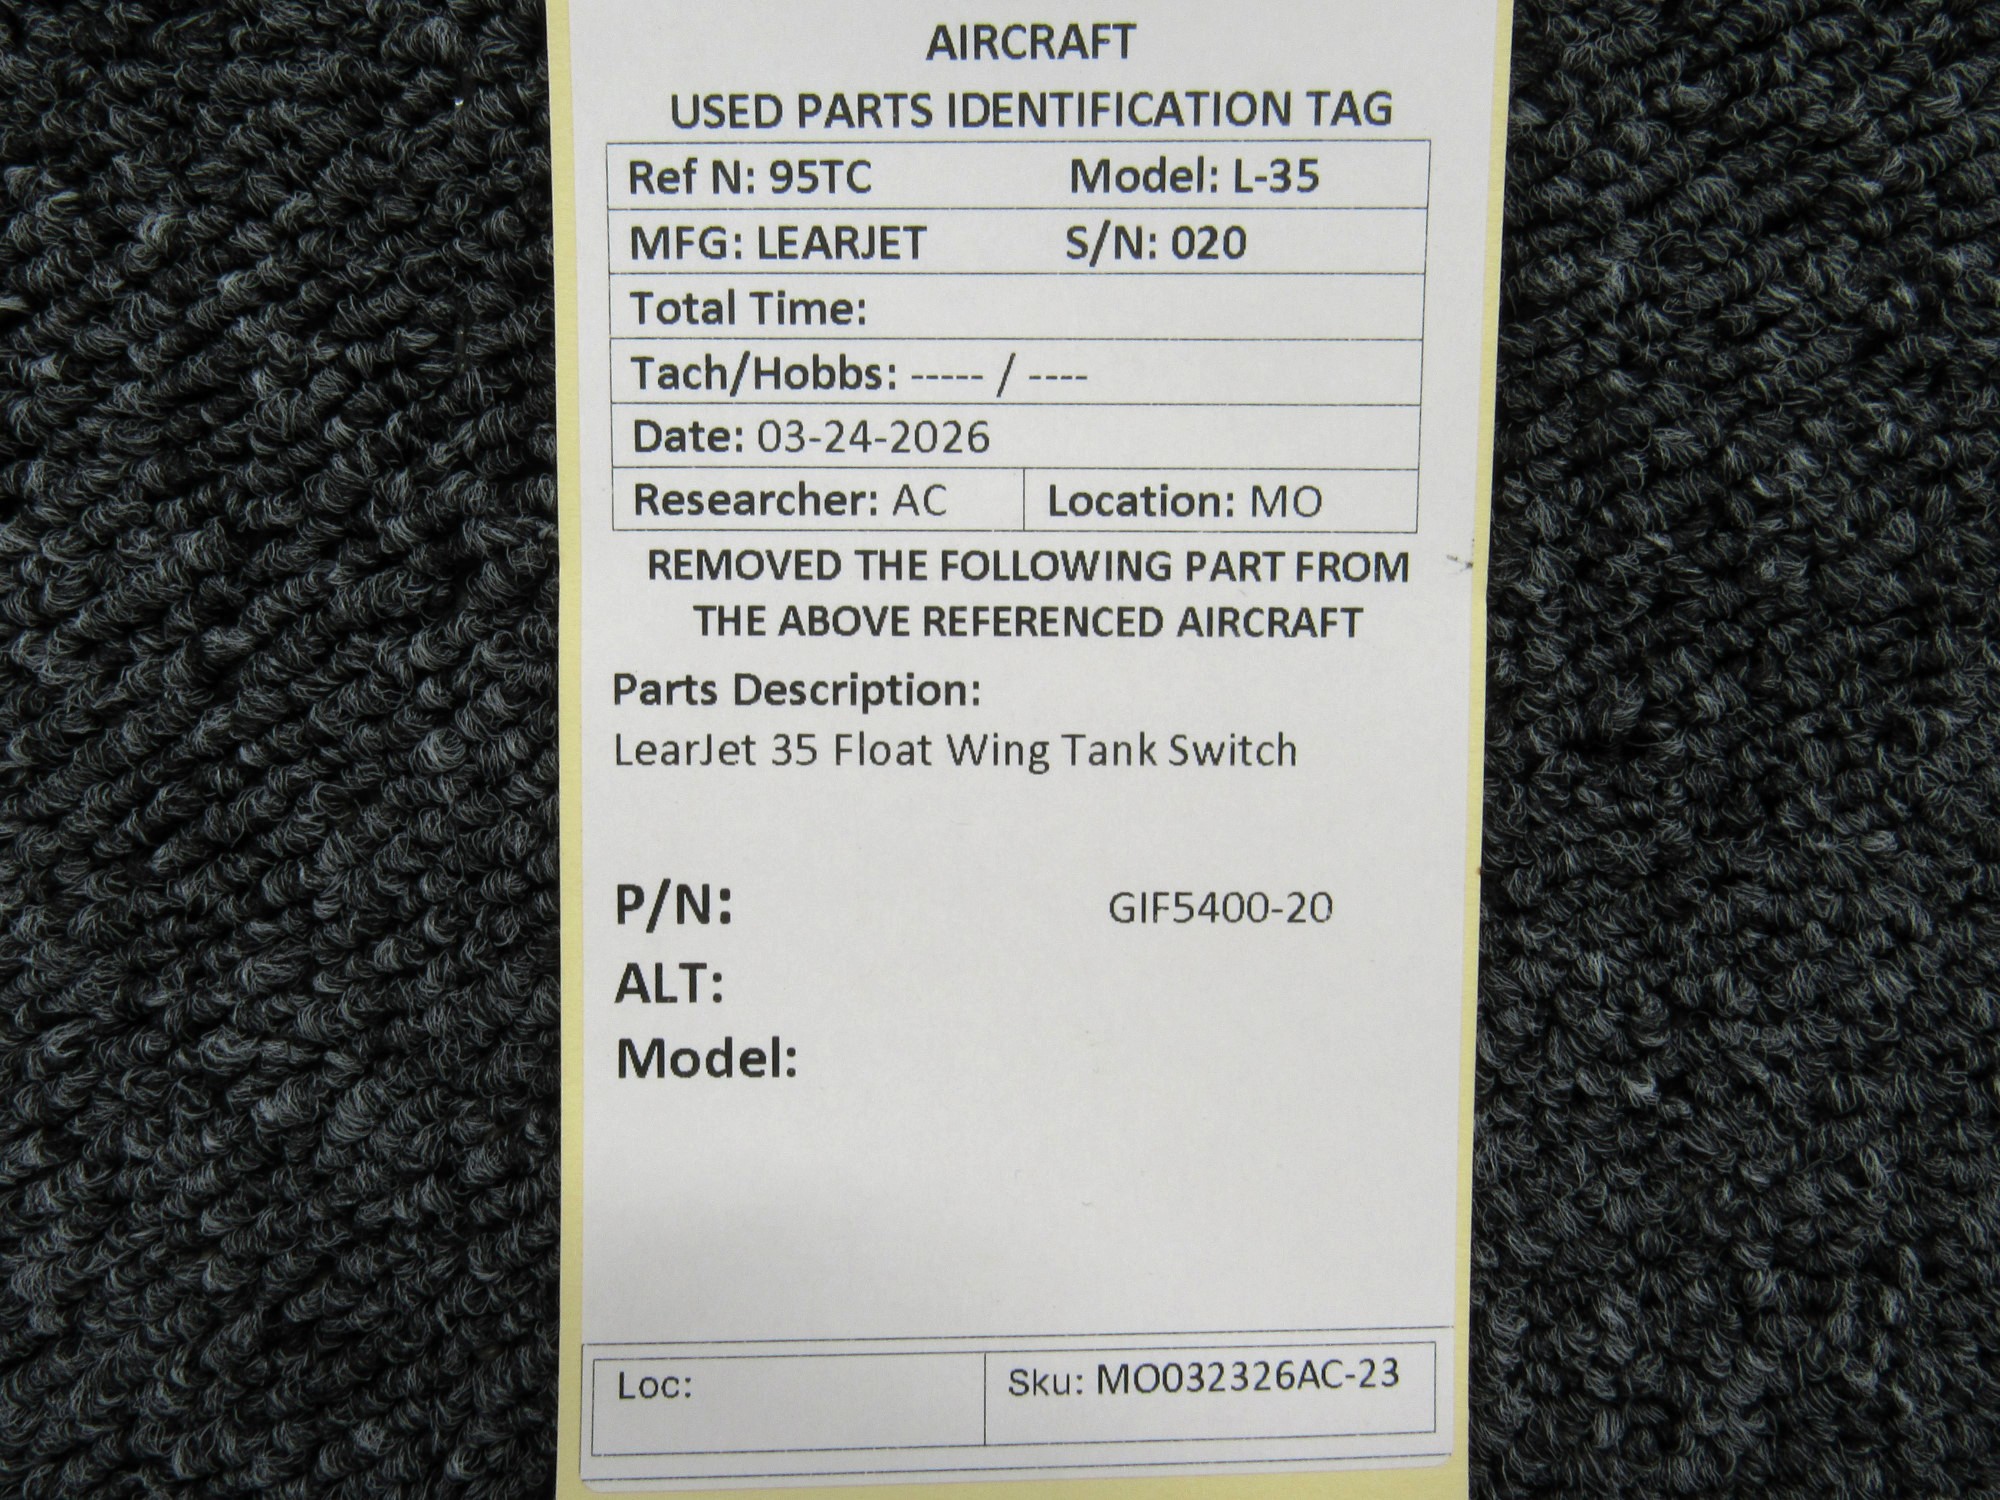 AIRCRAFT
USED PARTS IDENTIFICATION TAG
Ref N: 95TC Model: L-35
MFG: LEARJET S/N: 020
Total Time:
Tach/Hobbs: ----- / ----
Date: 03-24-2026
Researcher: AC Location: MO
REMOVED THE FOLLOWING PART FROM
THE ABOVE REFERENCED AIRCRAFT
Parts Description:
LearJet 35 Float Wing Tank Switch
P/N: GIF5400-20
ALT:
Model:
Loc: Sku: MO032326AC-23